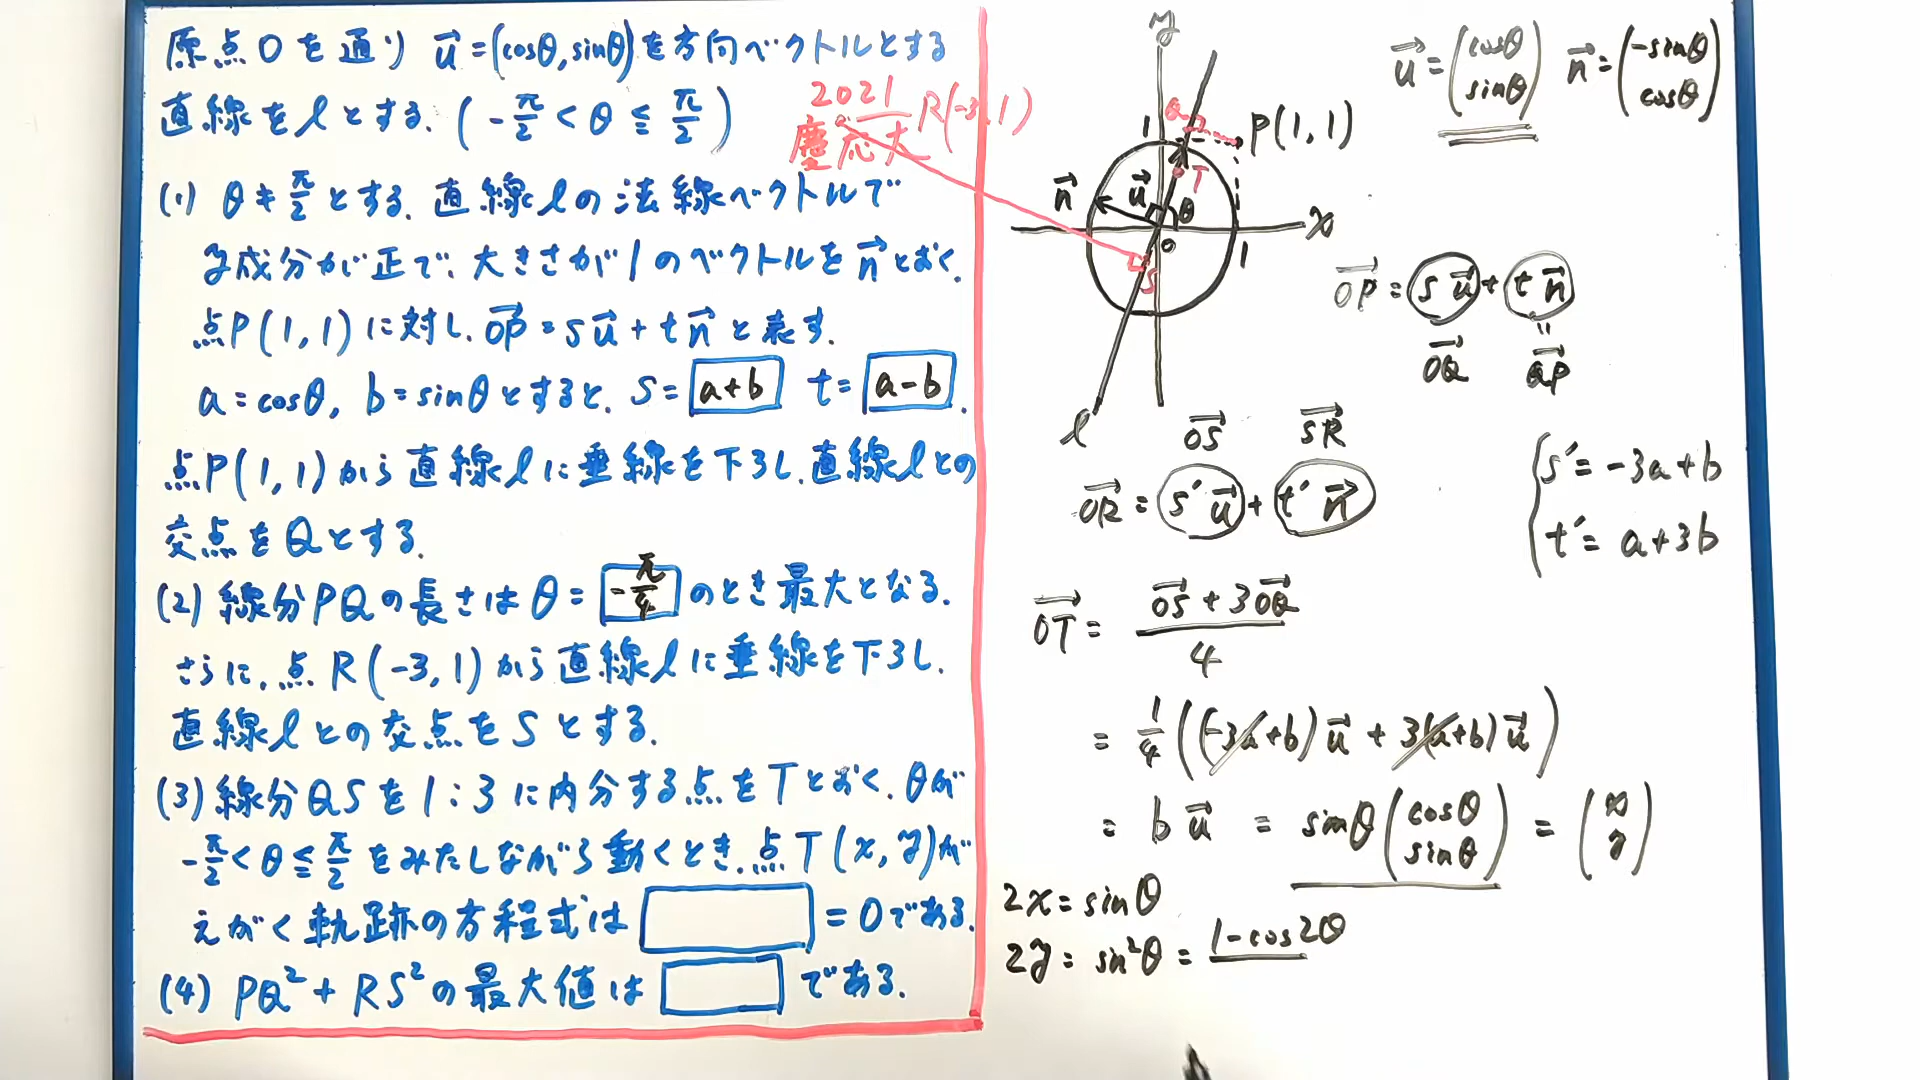 原点Oを通り u=(cosθ,sinθ)を方向ベクトルとする
直線をlとする.(-π/2<θ≦π/2)
(1) θ≠π/2とする. 直線lの法線ベクトルで
y成分が正で、大きさが1のベクトルをnとおく.
点P(1,1)に対し. OP=su+tnと表す.
a=cosθ, b=sinθとすると. s=a+b t=a-b.
点P(1,1)から直線lに垂線を下ろし.直線lとの
交点をQとする.
(2) 線分PQの長さはθ=-π/4のとき最大となる.
さらに.点R(-3,1)から直線lに垂線を下ろし.
直線lとの交点をSとする.
(3) 線分QSを1:3に内分する点をTとおく. θが
-π/2<θ≦π/2をみたしながら動くとき.点T(x,y)が
えがく軌跡の方程式は =0である.
(4) PQ²+RS²の最大値は である.
2021
慶応大
R(-3,1)
y
Q
1
P(1,1)
T
n
u
θ
x
O
1
S
l
u=(cosθ sinθ) n=(-sinθ cosθ)
OP=su+tn
OQ "QP
OS SR
OR=s'u+t'n
s'=-3a+b
t'=a+3b
OT=(OS+3OQ)/4
=1/4((-3a+b)u+3(a+b)u)
=bu=sinθ(cosθ sinθ)=(x y)
2x=sinθ
2y=sin²θ=1-cos2θ